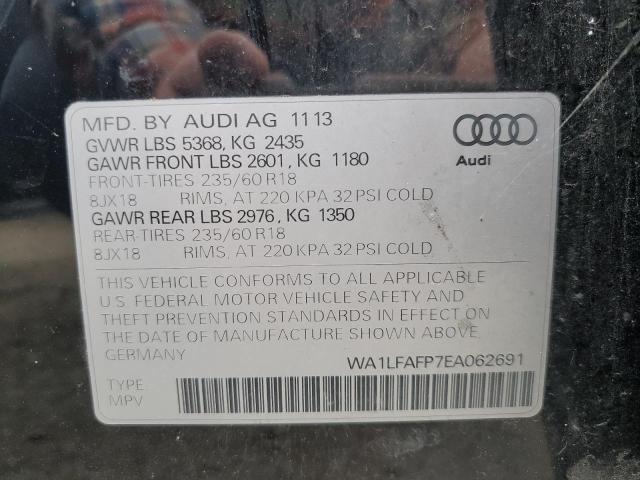 MFD. BY AUDI AG 11 13
GVWR LBS 5368, KG 2435
GAWR FRONT LBS 2601, KG 1180
FRONT-TIRES 235/60 R18
8JX18 RIMS, AT 220 KPA 32 PSI COLD
GAWR REAR LBS 2976, KG 1350
REAR-TIRES 235/60 R18
8JX18 RIMS, AT 220 KPA 32 PSI COLD
Audi
THIS VEHICLE CONFORMS TO ALL APPLICABLE
U.S. FEDERAL MOTOR VEHICLE SAFETY AND
THEFT PREVENTION STANDARDS IN EFFECT ON
THE DATE OF MANUFACTURE SHOWN ABOVE
GERMANY
WA1LFAFP7EA062691
TYPE
MPV